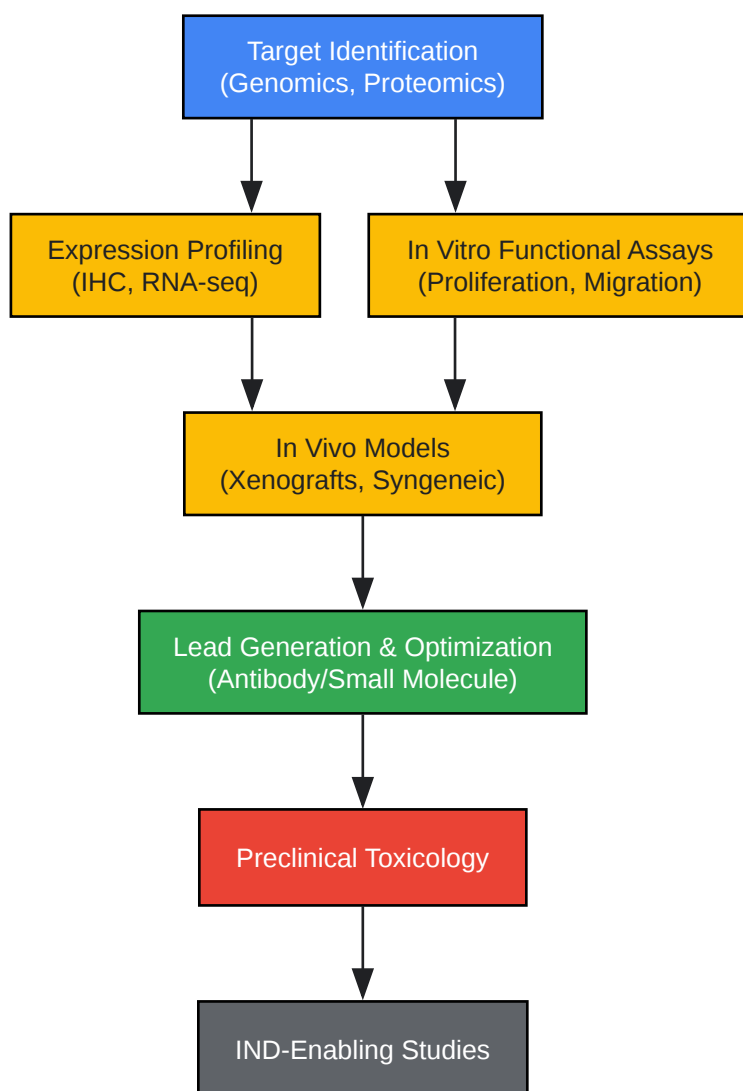 Target Identification
(Genomics, Proteomics)
Expression Profiling
(IHC, RNA-seq)
In Vitro Functional Assays
(Proliferation, Migration)
In Vivo Models
(Xenografts, Syngeneic)
Lead Generation & Optimization
(Antibody/Small Molecule)
Preclinical Toxicology
IND-Enabling Studies